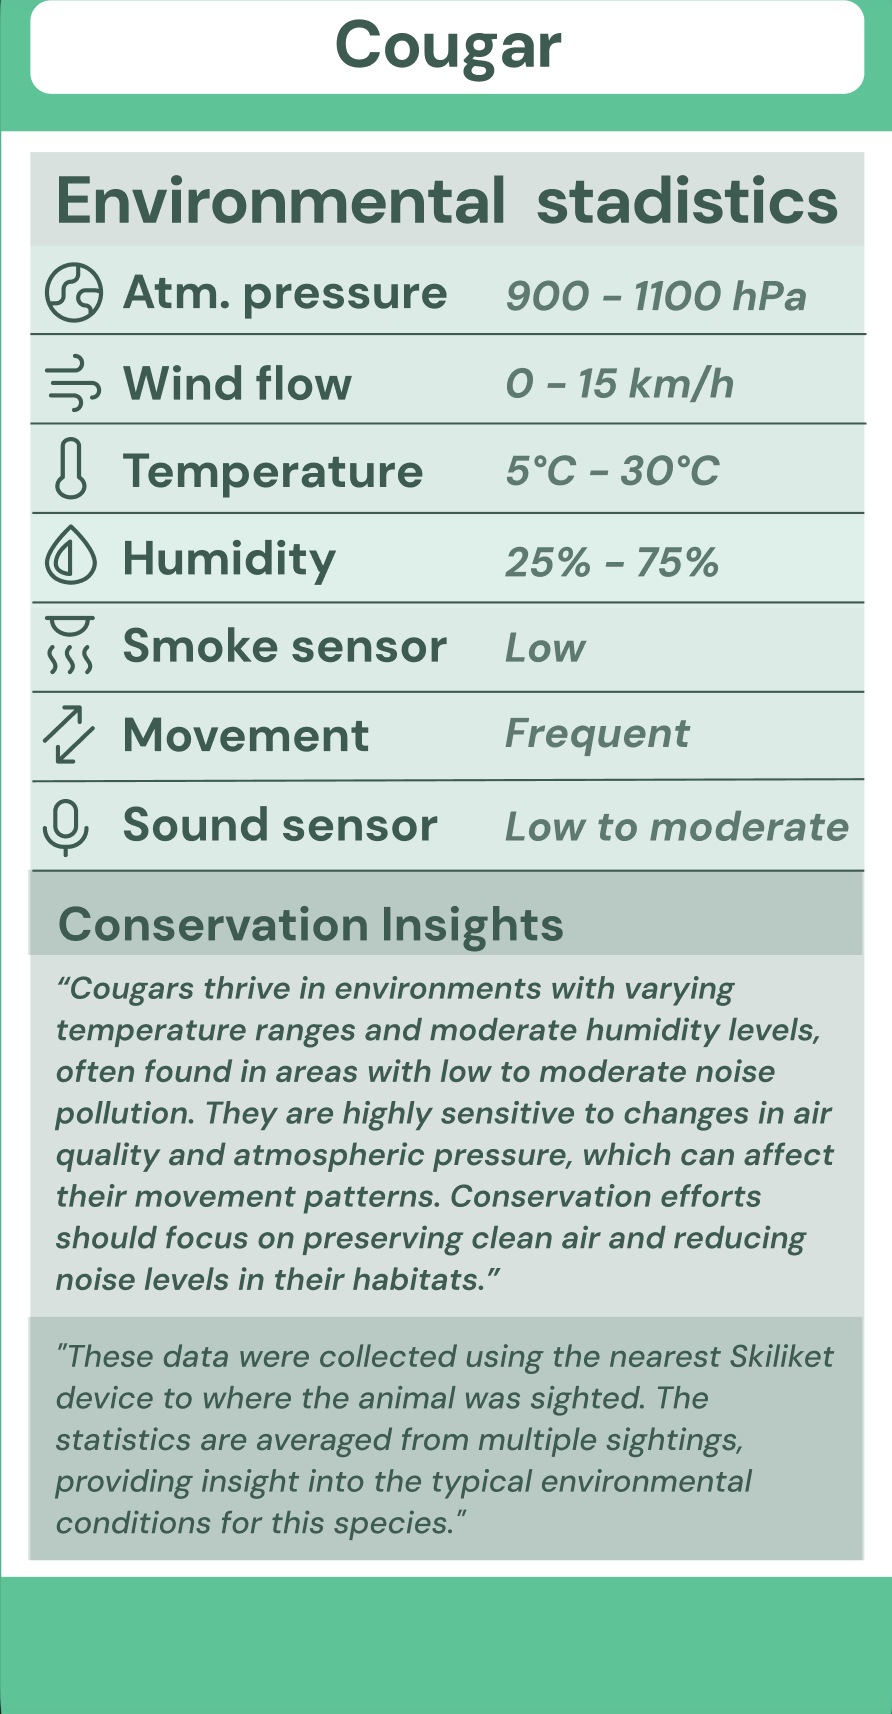 Cougar
Environmental stadistics
Atm. pressure 900 - 1100 hPa
Wind flow 0 - 15 km/h
Temperature 5°C - 30°C
Humidity 25% - 75%
Smoke sensor Low
Movement Frequent
Sound sensor Low to moderate
Conservation Insights
“Cougars thrive in environments with varying
temperature ranges and moderate humidity levels,
often found in areas with low to moderate noise
pollution. They are highly sensitive to changes in air
quality and atmospheric pressure, which can affect
their movement patterns. Conservation efforts
should focus on preserving clean air and reducing
noise levels in their habitats.”
"These data were collected using the nearest Skiliket
device to where the animal was sighted. The
statistics are averaged from multiple sightings,
providing insight into the typical environmental
conditions for this species."